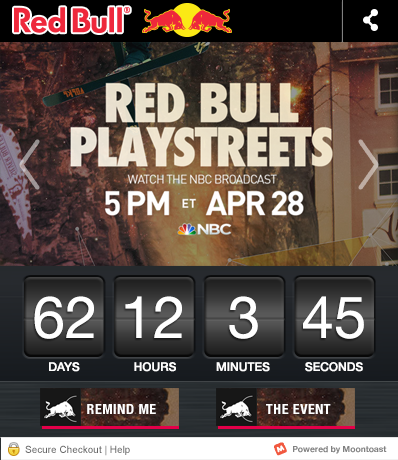 Red Bull®
RED BULL
PLAYSTREETS
WATCH THE NBC BROADCAST
5 PM ET APR 28
NBC
62 12 3 45
DAYS HOURS MINUTES SECONDS
REMIND ME THE EVENT
Secure Checkout | Help Powered by Moontoast